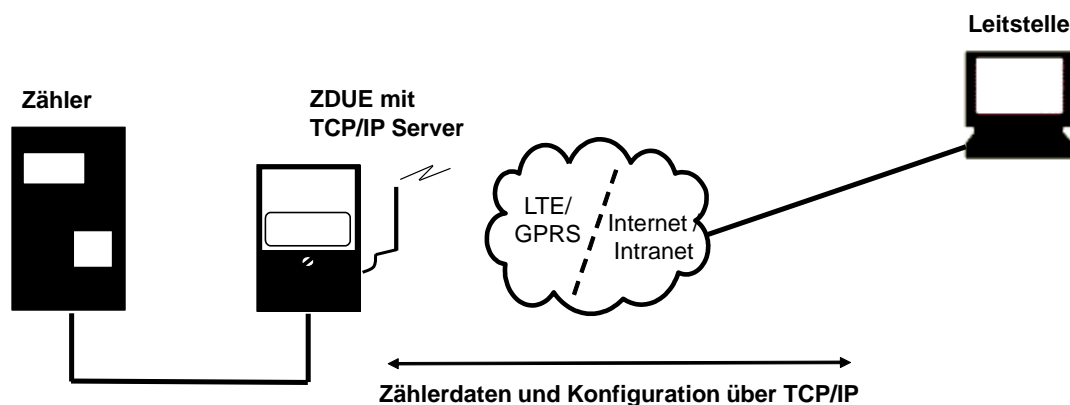 Leitstelle
Zähler
ZDUE mit
TCP/IP Server
LTE/
GPRS
Internet /
Intranet
Zählerdaten und Konfiguration über TCP/IP